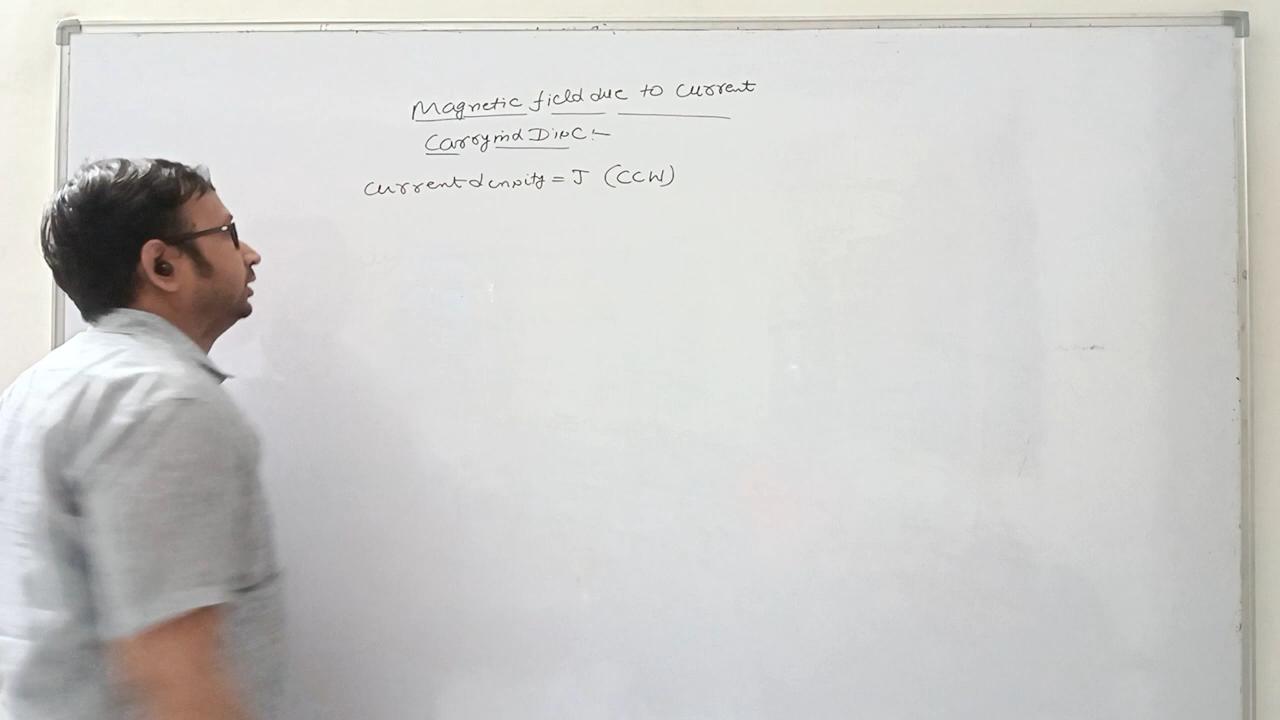 Magnetic field due to current
Carrying Disc:-
current density = J (CCW)